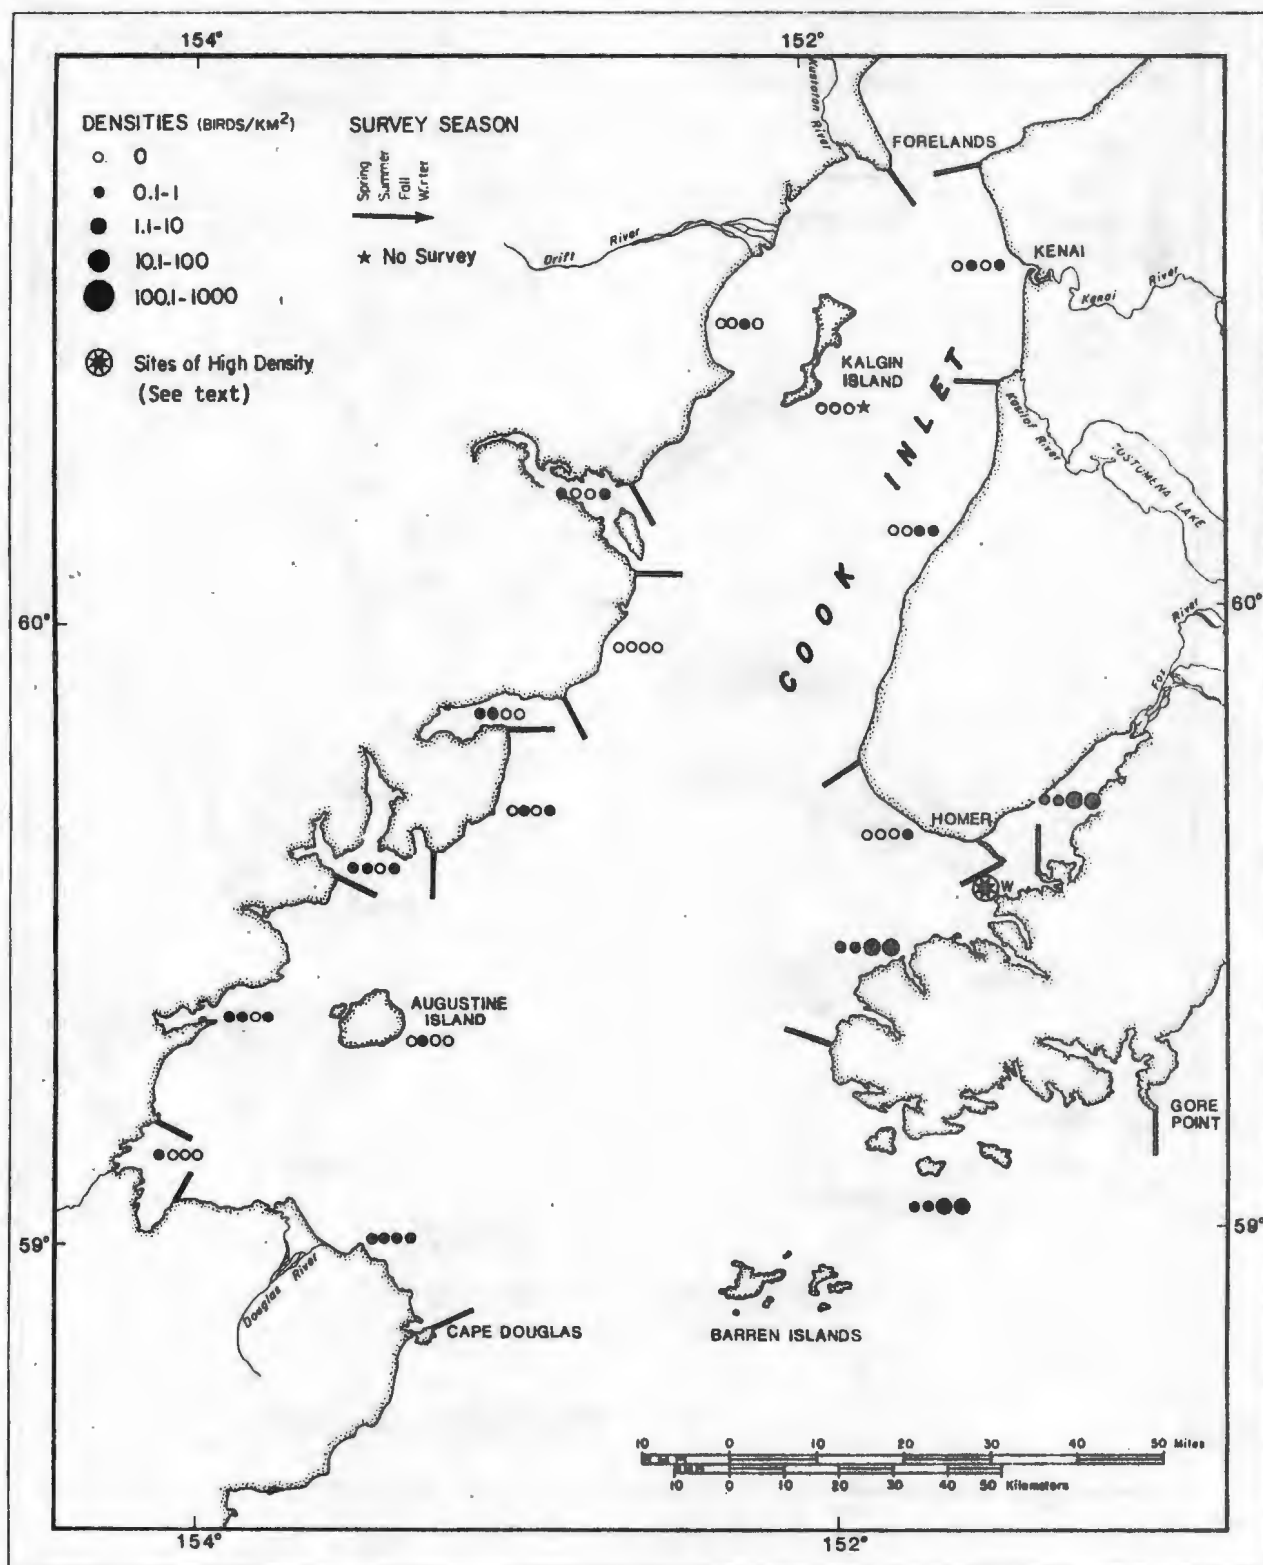 154°
152°
DENSITIES (BIRDS/KM²)
0
0.1-1
1.1-10
10.1-100
100.1-1000
Sites of High Density
(See text)
SURVEY SEASON
Spring
Summer
Fall
Winter
★ No Survey
Kustatan River
FORELANDS
Drift River
KENAI
Kenai River
KALGIN
ISLAND
COOK INLET
Kasilof River
TUSTUMENA LAKE
60°
60°
Fox River
HOMER
W
AUGUSTINE
ISLAND
GORE
POINT
59°
59°
Douglas River
CAPE DOUGLAS
BARREN ISLANDS
10 0 10 20 30 40 50 Miles
10 0 10 20 30 40 50 Kilometers
154°
152°